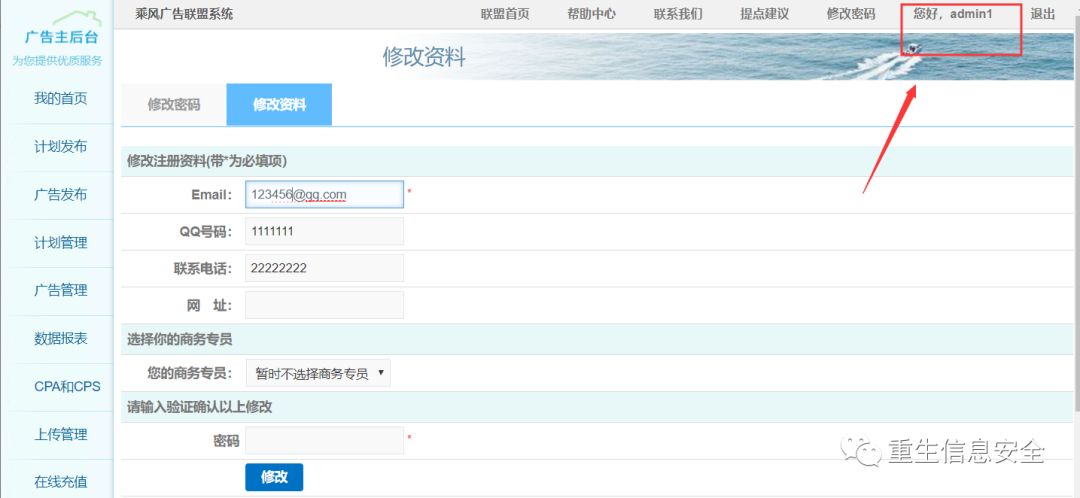 乘风广告联盟系统 联盟首页 帮助中心 联系我们 提点建议 修改密码 您好，admin1 退出
广告主后台
为您提供优质服务
修改资料
我的首页
计划发布
广告发布
计划管理
广告管理
数据报表
CPA和CPS
上传管理
在线充值
修改密码 修改资料
修改注册资料(带*为必填项)
Email： 123456@qq.com *
QQ号码： 1111111
联系电话： 22222222
网 址：
选择你的商务专员
您的商务专员： 暂时不选择商务专员
请输入验证确认以上修改
密码 *
修改
重生信息安全